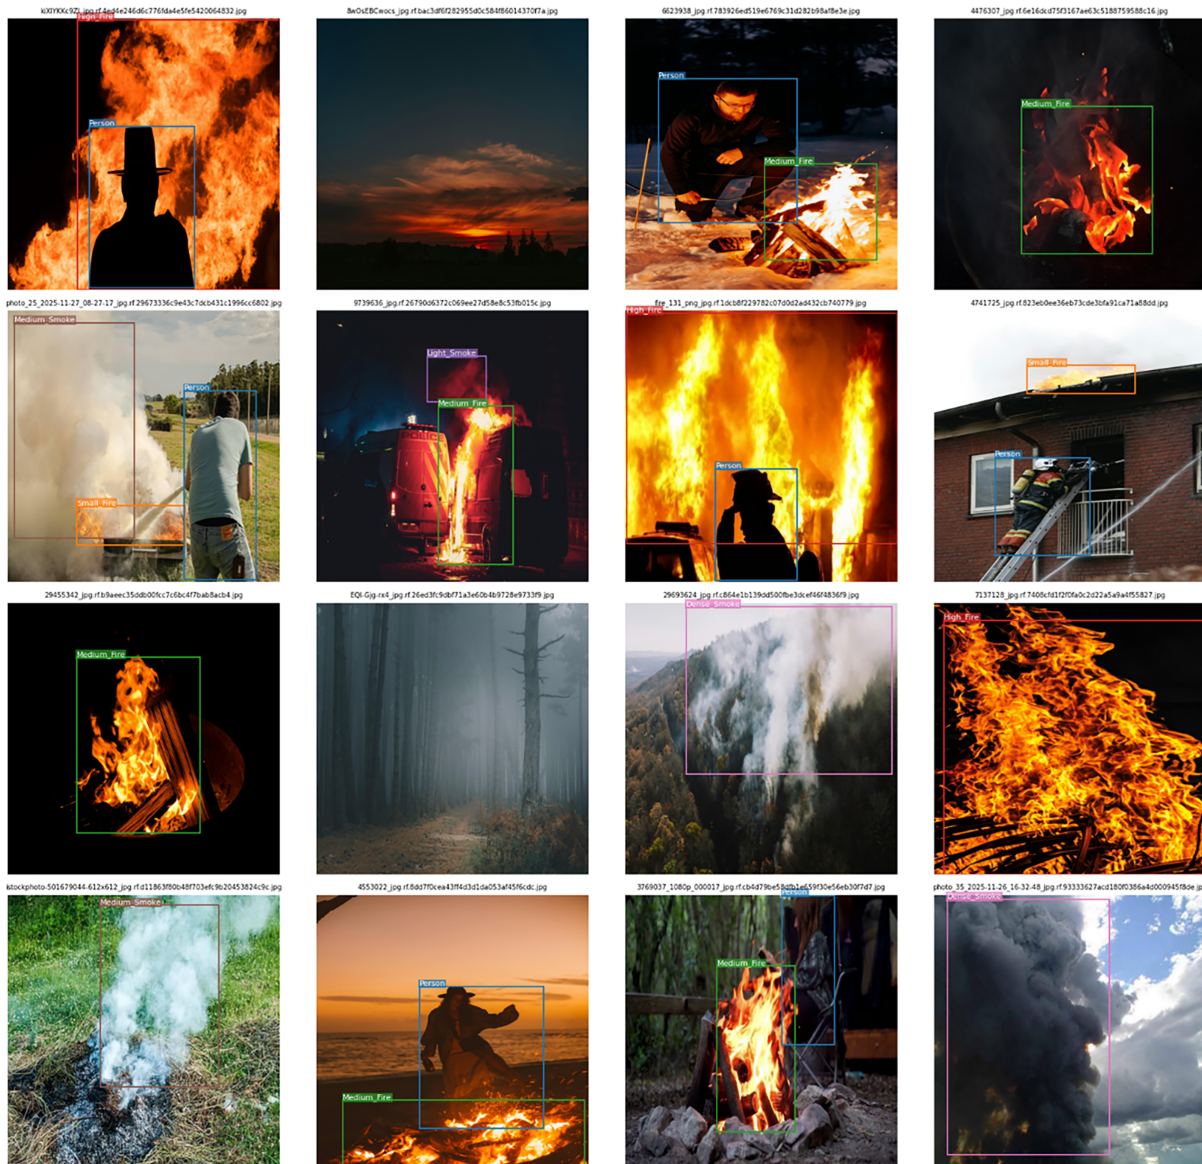 kiXIYKKc9ZI_jpg.rf.4ed4e246d6c776fda4e5fe5420064832.jpg
High_Fire
Person
8wOsEBCwocs_jpg.rf.bac3df6f282955d0c584f86014370f7a.jpg
6623938_jpg.rf.783926ed519e6769c31d282b98af8e3e.jpg
Person
Medium_Fire
4476307_jpg.rf.6e16dcd75f3167ae63c5188759588c16.jpg
Medium_Fire
photo_25_2025-11-27_08-27-17_jpg.rf.29673336c9e43c7dcb431c1996cc6802.jpg
Medium_Smoke
Person
Small_Fire
9739636_jpg.rf.26790d6372c069ee27d58e8c53fb015c.jpg
Light_Smoke
Medium_Fire
POLICE
fire_131_png_jpg.rf.1dcb8f229782c07d0d2ad432cb740779.jpg
High_Fire
Person
4741725_jpg.rf.823eb0ee36eb73cde3bfa91ca71a88dd.jpg
Small_Fire
Person
29455342_jpg.rf.b9aeec35ddb00fcc7c6bc4f7bab8acb4.jpg
Medium_Fire
EQI-Gjg-rx4_jpg.rf.26ed3fc9dbf71a3e60b4b9728e9733f9.jpg
29693624_jpg.rf.c864e1b139dd500fbe3dcef46f4836f9.jpg
Dense_Smoke
7137128_jpg.rf.7408cfd1f2f0fa0c2d22a5a9a4f55827.jpg
High_Fire
istockphoto-501679044-612x612_jpg.rf.d11863f80b48f703efc9b20453824c9c.jpg
Medium_Smoke
4553022_jpg.rf.8dd7f0cea43ff4d3d1da053af45f6cdc.jpg
Person
Medium_Fire
3769037_1080p_000017_jpg.rf.cb4d79be58dfb1e659f30e56eb30f7d7.jpg
Person
Medium_Fire
photo_35_2025-11-26_16-32-48_jpg.rf.93333627acd180f0386a4d000945f8de.jp
Dense_Smoke